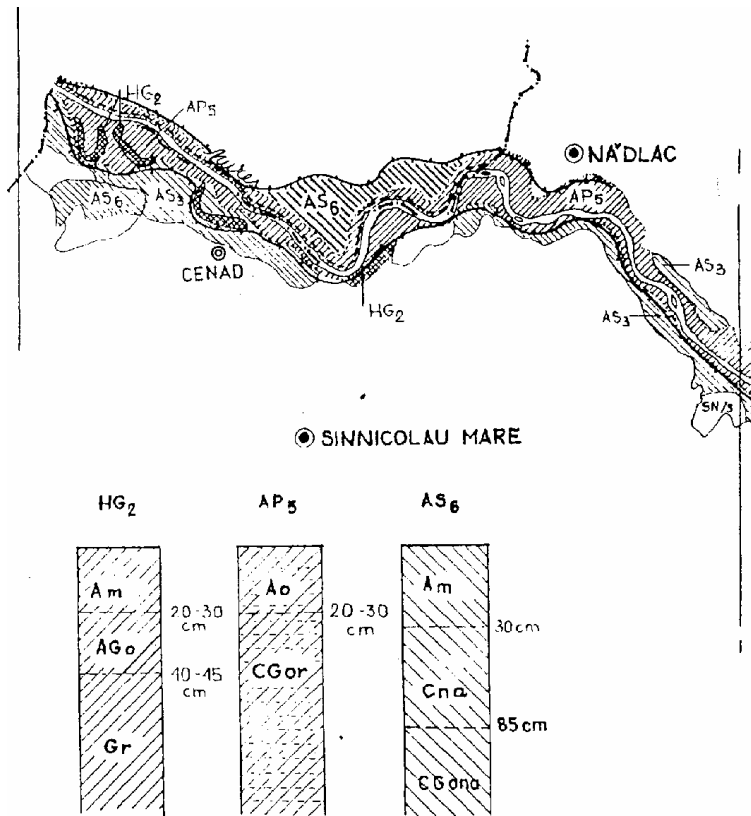 HG2
AP5
Mureș
NĂDLAC
AS6
AS3
AS6
AP5
CENAD
HG2
AS3
AS3
SN/3
SINNICOLAU MARE
HG2 AP5 AS6
Am Ao Am
20-30 cm
20-30 cm
30cm
AGo
CGor
40-45 cm
Cna
Gr
85cm
CGona